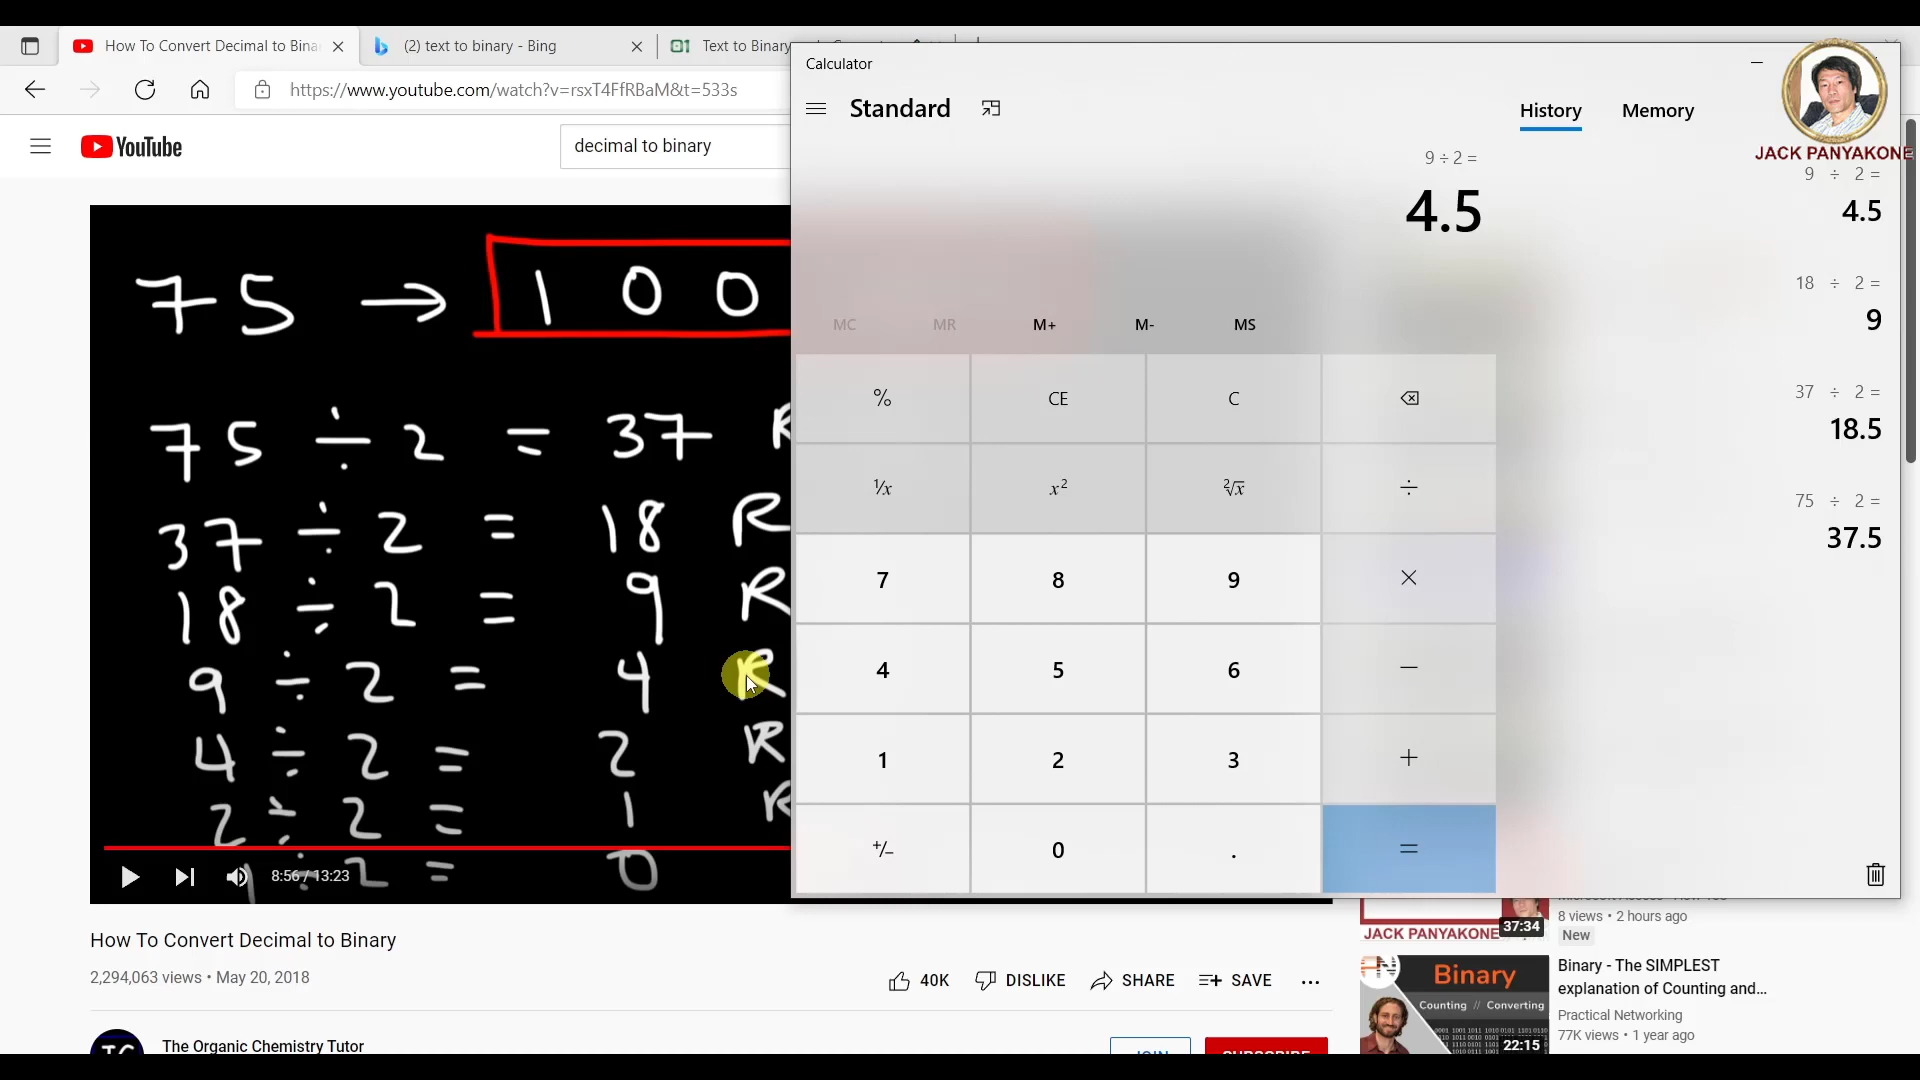 How To Convert Decimal to Bina
(2) text to binary - Bing
Text to Binary
https://www.youtube.com/watch?v=rsxT4FfRBaM&t=533s
YouTube
decimal to binary
75 → 1 0 0
75 ÷ 2 = 37 R
37 ÷ 2 = 18 R
18 ÷ 2 = 9 R
9 ÷ 2 = 4 R
4 ÷ 2 = 2 R
2 ÷ 2 = 1 R
1 ÷ 2 = 0
8:56 / 13:23
How To Convert Decimal to Binary
2,294,063 views • May 20, 2018
40K
DISLIKE
SHARE
SAVE
The Organic Chemistry Tutor
JOIN
SUBSCRIBE
Calculator
Standard
History
Memory
JACK PANYAKONE
9 ÷ 2 =
4.5
MC
MR
M+
M-
MS
%
CE
C
⅟x
x²
²√x
÷
7
8
9
×
4
5
6
−
1
2
3
+
+/−
0
.
=
9 ÷ 2 =
4.5
18 ÷ 2 =
9
37 ÷ 2 =
18.5
75 ÷ 2 =
37.5
JACK PANYAKONE
37:34
8 views • 2 hours ago
New
Binary
Counting // Converting
22:15
Binary - The SIMPLEST
explanation of Counting and...
Practical Networking
77K views • 1 year ago